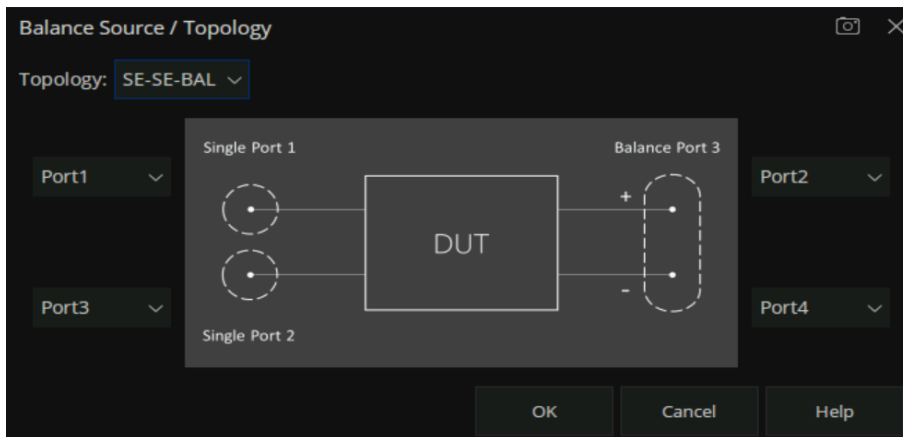 Balance Source / Topology
Topology: SE-SE-BAL
Single Port 1
Balance Port 3
Port1
Port2
+
DUT
-
Port3
Port4
Single Port 2
OK
Cancel
Help